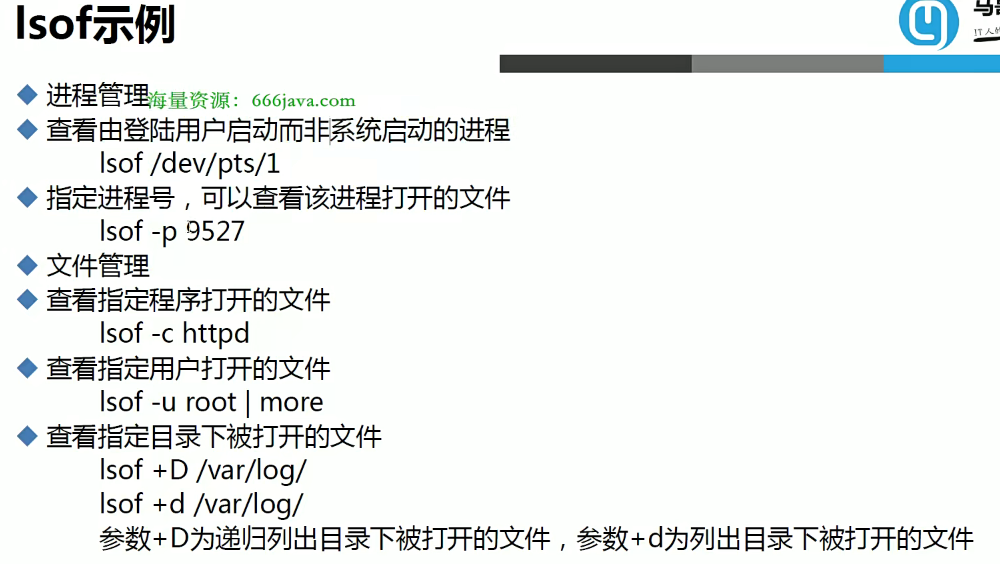 lsof示例
进程管理
海量资源：666java.com
查看由登陆用户启动而非系统启动的进程
lsof /dev/pts/1
指定进程号，可以查看该进程打开的文件
lsof -p 9527
文件管理
查看指定程序打开的文件
lsof -c httpd
查看指定用户打开的文件
lsof -u root | more
查看指定目录下被打开的文件
lsof +D /var/log/
lsof +d /var/log/
参数+D为递归列出目录下被打开的文件，参数+d为列出目录下被打开的文件